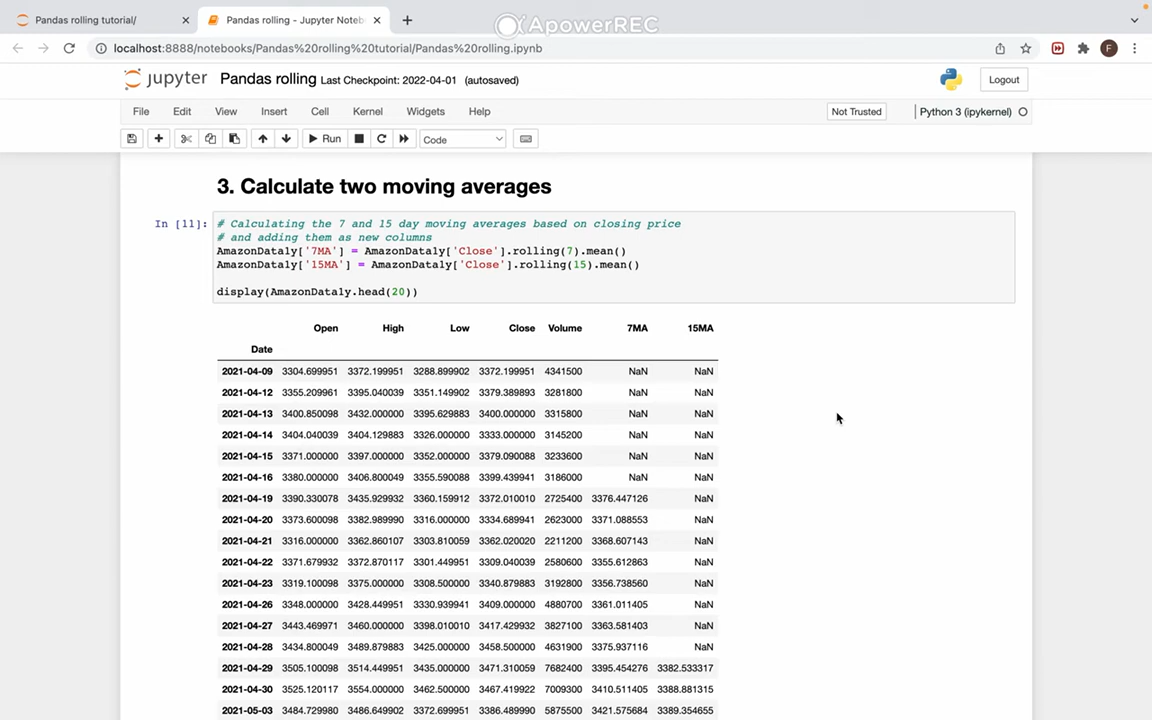 Pandas rolling tutorial/
Pandas rolling - Jupyter Noteb
ApowerREC
localhost:8888/notebooks/Pandas%20rolling%20tutorial/Pandas%20rolling.ipynb
F
jupyter Pandas rolling Last Checkpoint: 2022-04-01 (autosaved)
Logout
File Edit View Insert Cell Kernel Widgets Help
Not Trusted
Python 3 (ipykernel)
Run
Code
3. Calculate two moving averages
In [11]: # Calculating the 7 and 15 day moving averages based on closing price
# and adding them as new columns
AmazonData1y['7MA'] = AmazonData1y['Close'].rolling(7).mean()
AmazonData1y['15MA'] = AmazonData1y['Close'].rolling(15).mean()
display(AmazonData1y.head(20))
Open High Low Close Volume 7MA 15MA
Date
2021-04-09 3304.699951 3372.199951 3288.899902 3372.199951 4341500 NaN NaN
2021-04-12 3355.209961 3395.040039 3351.149902 3379.389893 3281800 NaN NaN
2021-04-13 3400.850098 3432.000000 3395.629883 3400.000000 3315800 NaN NaN
2021-04-14 3404.040039 3404.129883 3326.000000 3333.000000 3145200 NaN NaN
2021-04-15 3371.000000 3397.000000 3352.000000 3379.090088 3233600 NaN NaN
2021-04-16 3380.000000 3406.800049 3355.590088 3399.439941 3186000 NaN NaN
2021-04-19 3390.330078 3435.929932 3360.159912 3372.010010 2725400 3376.447126 NaN
2021-04-20 3373.600098 3382.989990 3316.000000 3334.689941 2623000 3371.088553 NaN
2021-04-21 3316.000000 3362.860107 3303.810059 3362.020020 2211200 3368.607143 NaN
2021-04-22 3371.679932 3372.870117 3301.449951 3309.040039 2580600 3355.612863 NaN
2021-04-23 3319.100098 3375.000000 3308.500000 3340.879883 3192800 3356.738560 NaN
2021-04-26 3348.000000 3428.449951 3330.939941 3409.000000 4880700 3361.011405 NaN
2021-04-27 3443.469971 3460.000000 3398.010010 3417.429932 3827100 3363.581403 NaN
2021-04-28 3434.800049 3489.879883 3425.000000 3458.500000 4631900 3375.937116 NaN
2021-04-29 3505.100098 3514.449951 3435.000000 3471.310059 7682400 3395.454276 3382.533317
2021-04-30 3525.120117 3554.000000 3462.500000 3467.419922 7009300 3410.511405 3388.881315
2021-05-03 3484.729980 3486.649902 3372.699951 3386.489990 5875500 3421.575684 3389.354655